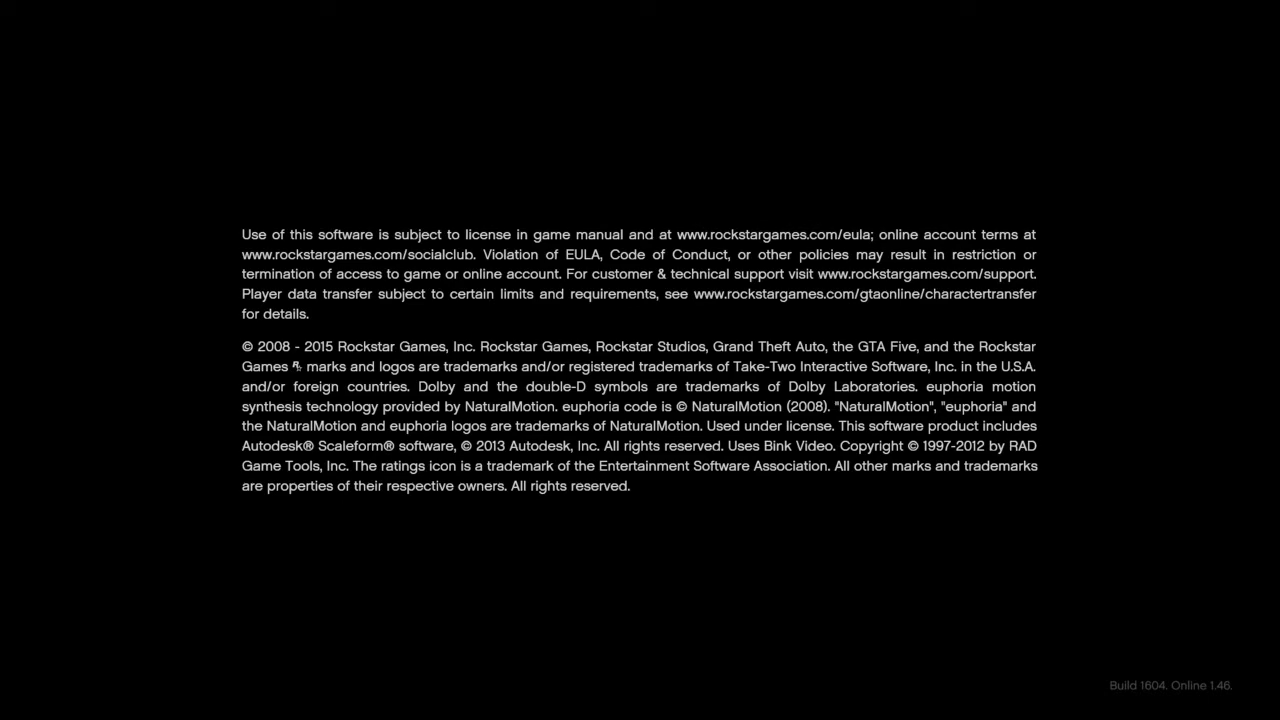 Use of this software is subject to license in game manual and at www.rockstargames.com/eula; online account terms at
www.rockstargames.com/socialclub. Violation of EULA, Code of Conduct, or other policies may result in restriction or
termination of access to game or online account. For customer & technical support visit www.rockstargames.com/support.
Player data transfer subject to certain limits and requirements, see www.rockstargames.com/gtaonline/charactertransfer
for details.
© 2008 - 2015 Rockstar Games, Inc. Rockstar Games, Rockstar Studios, Grand Theft Auto, the GTA Five, and the Rockstar
Games R* marks and logos are trademarks and/or registered trademarks of Take-Two Interactive Software, Inc. in the U.S.A.
and/or foreign countries. Dolby and the double-D symbols are trademarks of Dolby Laboratories. euphoria motion
synthesis technology provided by NaturalMotion. euphoria code is © NaturalMotion (2008). "NaturalMotion", "euphoria" and
the NaturalMotion and euphoria logos are trademarks of NaturalMotion. Used under license. This software product includes
Autodesk® Scaleform® software, © 2013 Autodesk, Inc. All rights reserved. Uses Bink Video. Copyright © 1997-2012 by RAD
Game Tools, Inc. The ratings icon is a trademark of the Entertainment Software Association. All other marks and trademarks
are properties of their respective owners. All rights reserved.
Build 1604. Online 1.46.